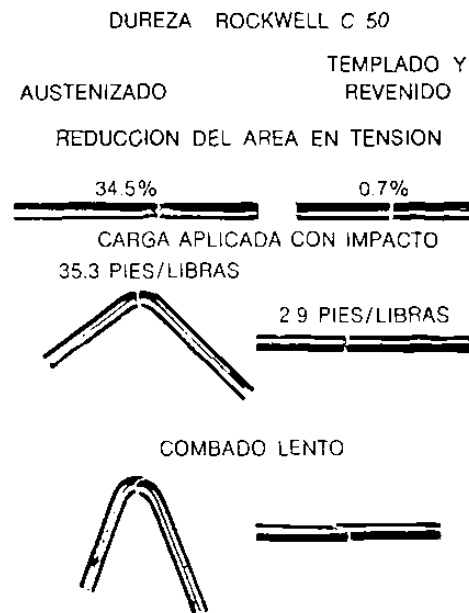 DUREZA ROCKWELL C 50
AUSTENIZADO
TEMPLADO Y
REVENIDO
REDUCCION DEL AREA EN TENSION
34.5%
0.7%
CARGA APLICADA CON IMPACTO
35.3 PIES/LIBRAS
2.9 PIES/LIBRAS
COMBADO LENTO